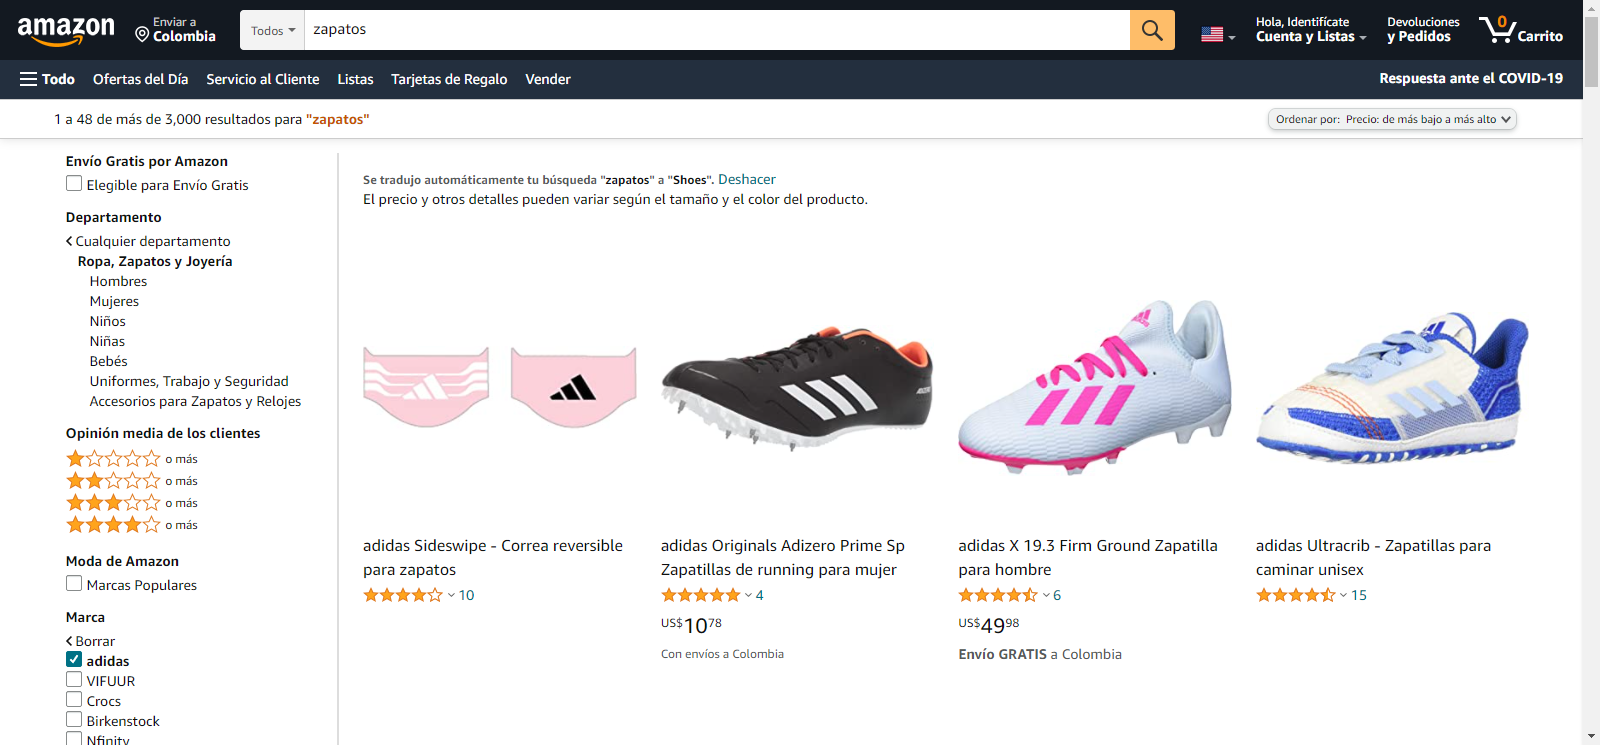 amazon
Enviar a
Colombia
Todos
zapatos
Hola, Identifícate
Cuenta y Listas
Devoluciones
y Pedidos
0
Carrito
Todo
Ofertas del Día
Servicio al Cliente
Listas
Tarjetas de Regalo
Vender
Respuesta ante el COVID-19
1 a 48 de más de 3,000 resultados para "zapatos"
Ordenar por: Precio: de más bajo a más alto
Envío Gratis por Amazon
Elegible para Envío Gratis
Departamento
Cualquier departamento
Ropa, Zapatos y Joyería
Hombres
Mujeres
Niños
Niñas
Bebés
Uniformes, Trabajo y Seguridad
Accesorios para Zapatos y Relojes
Opinión media de los clientes
o más
o más
o más
o más
Moda de Amazon
Marcas Populares
Marca
Borrar
adidas
VIFUUR
Crocs
Birkenstock
Nfinity
Se tradujo automáticamente tu búsqueda "zapatos" a "Shoes". Deshacer
El precio y otros detalles pueden variar según el tamaño y el color del producto.
adidas Sideswipe - Correa reversible
para zapatos
10
adidas Originals Adizero Prime Sp
Zapatillas de running para mujer
4
US$1078
Con envíos a Colombia
adidas X 19.3 Firm Ground Zapatilla
para hombre
6
US$4998
Envío GRATIS a Colombia
adidas Ultracrib - Zapatillas para
caminar unisex
15